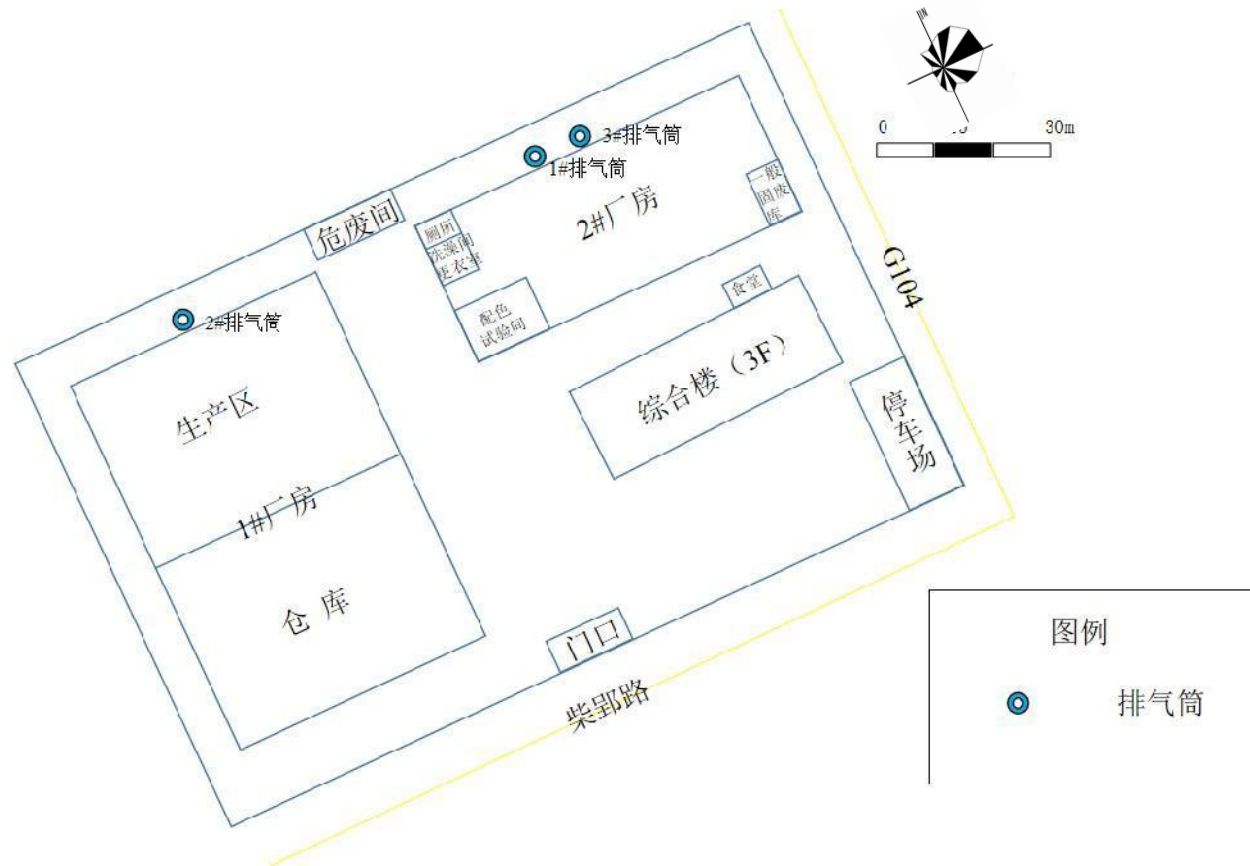 3#排气筒
1#排气筒
0
30m
一般
固废
库
2#厂房
危废间
厕所
洗澡间
更衣室
G104
食堂
配色
试验间
2#排气筒
综合楼（3F）
生产区
停
车
场
1#厂房
仓 库
门口
柴郢路
图例
排气筒